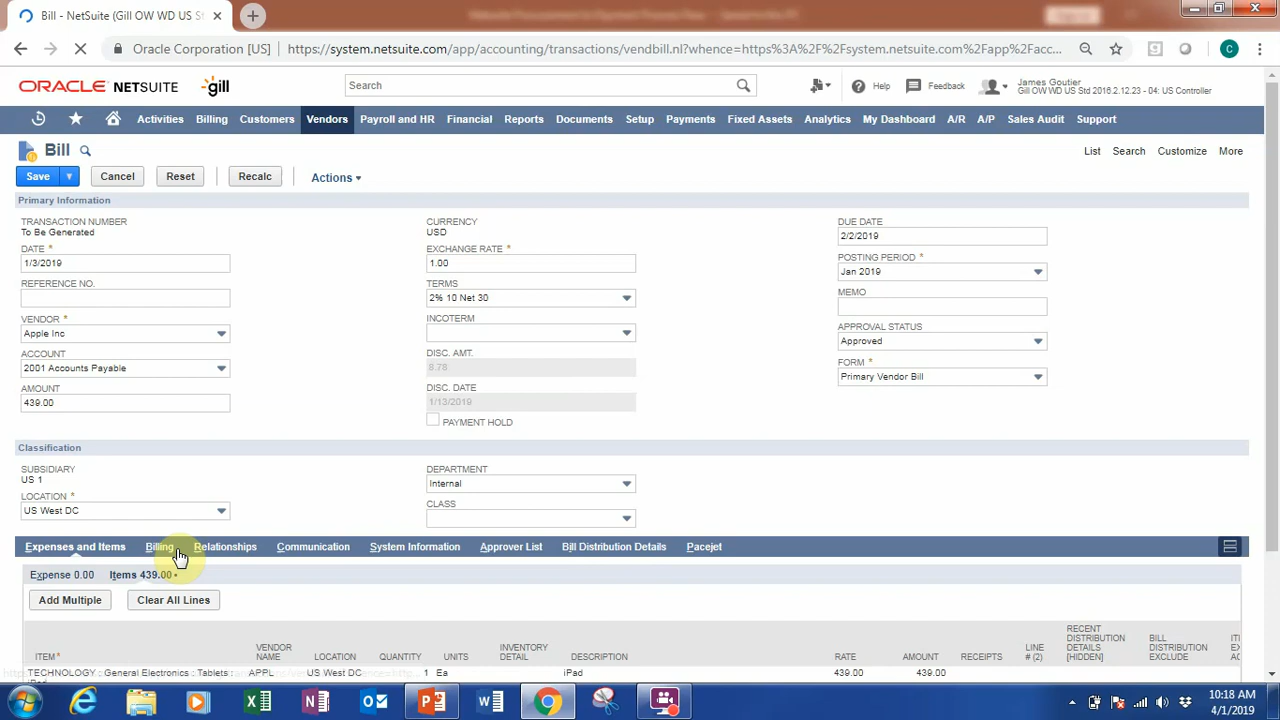 Bill - NetSuite (Gill OW WD US St
Oracle Corporation [US] https://system.netsuite.com/app/accounting/transactions/vendbill.nl?whence=https%3A%2F%2Fsystem.netsuite.com%2Fapp%2Facc...
ORACLE NETSUITE gill Search Help Feedback James Goutier
Gill OW WD US Std 2016.2.12.23 - 04: US Controller
Activities Billing Customers Vendors Payroll and HR Financial Reports Documents Setup Payments Fixed Assets Analytics My Dashboard A/R A/P Sales Audit Support
Bill List Search Customize More
Save Cancel Reset Recalc Actions
Primary Information
TRANSACTION NUMBER
To Be Generated
DATE *
1/3/2019
REFERENCE NO.
VENDOR *
Apple Inc
ACCOUNT
2001 Accounts Payable
AMOUNT
439.00
CURRENCY
USD
EXCHANGE RATE *
1.00
TERMS
2% 10 Net 30
INCOTERM
DISC. AMT.
8.78
DISC. DATE
1/13/2019
PAYMENT HOLD
DUE DATE
2/2/2019
POSTING PERIOD *
Jan 2019
MEMO
APPROVAL STATUS
Approved
FORM *
Primary Vendor Bill
Classification
SUBSIDIARY
US 1
LOCATION *
US West DC
DEPARTMENT
Internal
CLASS
Expenses and Items Billing Relationships Communication System Information Approver List Bill Distribution Details Pacejet
Expense 0.00 Items 439.00 •
Add Multiple Clear All Lines
ITEM * VENDOR NAME LOCATION QUANTITY UNITS INVENTORY DETAIL DESCRIPTION RATE AMOUNT RECEIPTS LINE # (2) RECENT DISTRIBUTION DETAILS [HIDDEN] BILL DISTRIBUTION EXCLUDE
TECHNOLOGY : General Electronics : Tablets : APPL US West DC 1 Ea iPad 439.00 439.00
10:18 AM
4/1/2019